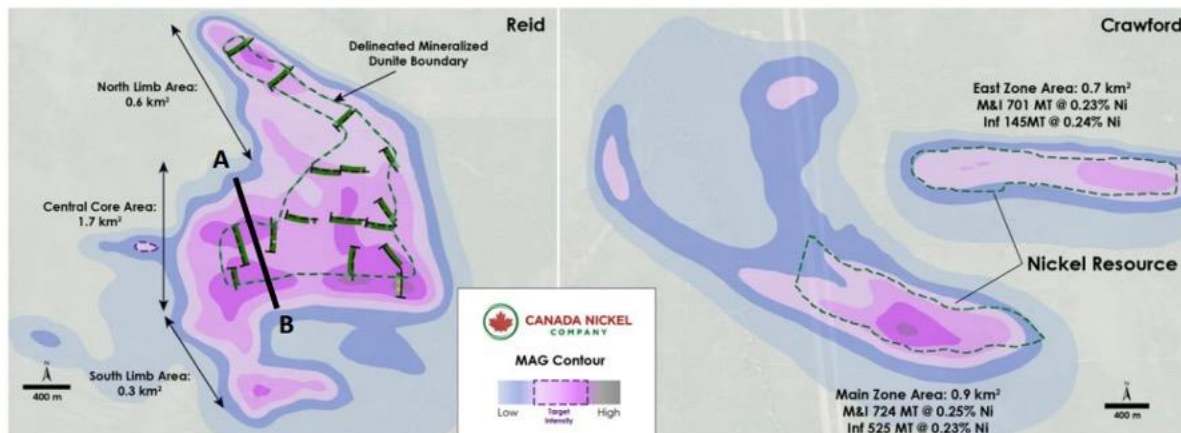 Reid
Delineated Mineralized
Dunite Boundary
North Limb Area:
0.6 km²
A
Central Core Area:
1.7 km²
B
South Limb Area:
0.3 km²
N
400 m
CANADA NICKEL
COMPANY
MAG Contour
Low
Target
Intensity
High
Crawford
East Zone Area: 0.7 km²
M&I 701 MT @ 0.23% Ni
Inf 145MT @ 0.24% Ni
Nickel Resource
Main Zone Area: 0.9 km²
M&I 724 MT @ 0.25% Ni
Inf 525 MT @ 0.23% Ni
N
400 m